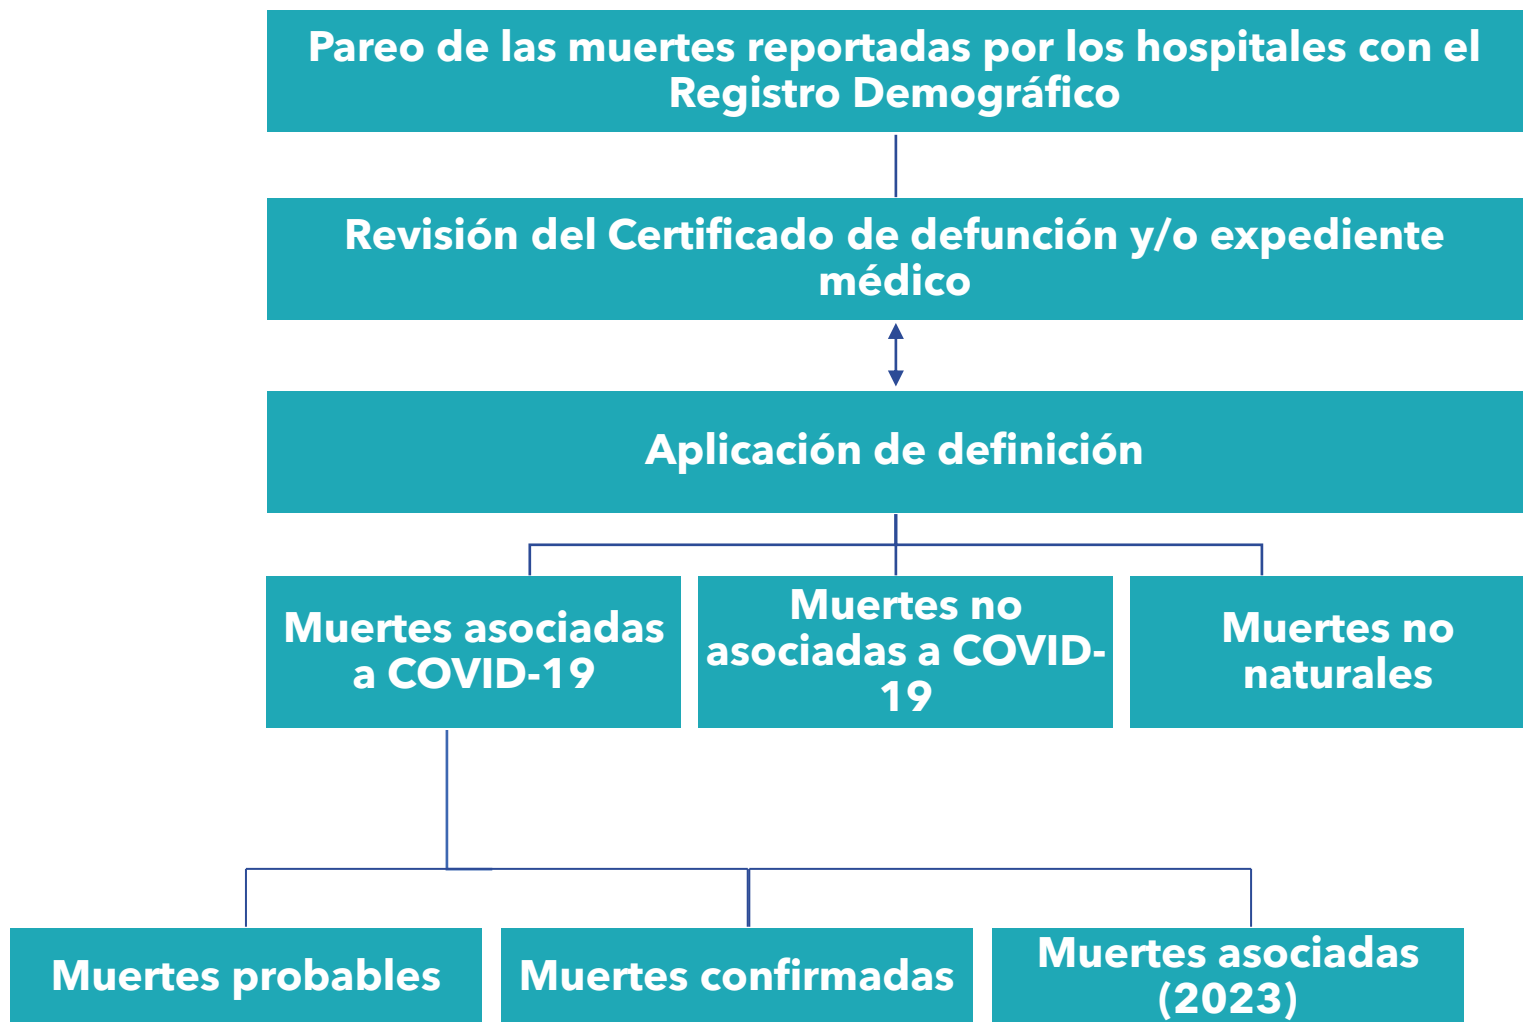 Pareo de las muertes reportadas por los hospitales con el
Registro Demográfico
Revisión del Certificado de defunción y/o expediente
médico
Aplicación de definición
Muertes asociadas
a COVID-19
Muertes no
asociadas a COVID-
19
Muertes no
naturales
Muertes probables
Muertes confirmadas
Muertes asociadas
(2023)